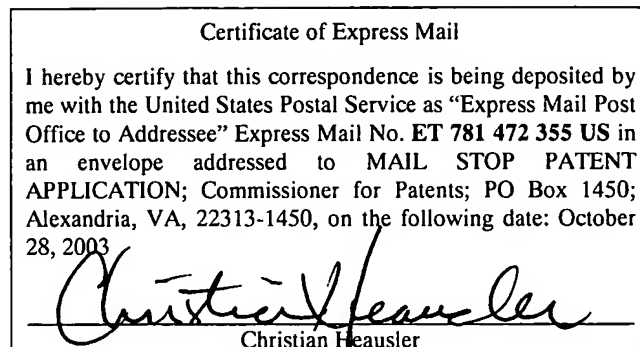 Certificate of Express Mail
I hereby certify that this correspondence is being deposited by
me with the United States Postal Service as “Express Mail Post
Office to Addressee” Express Mail No. ET 781 472 355 US in
an envelope addressed to MAIL STOP PATENT
APPLICATION; Commissioner for Patents; PO Box 1450;
Alexandria, VA, 22313-1450, on the following date: October
28, 2003
Christian Heausler
Christian Heausler